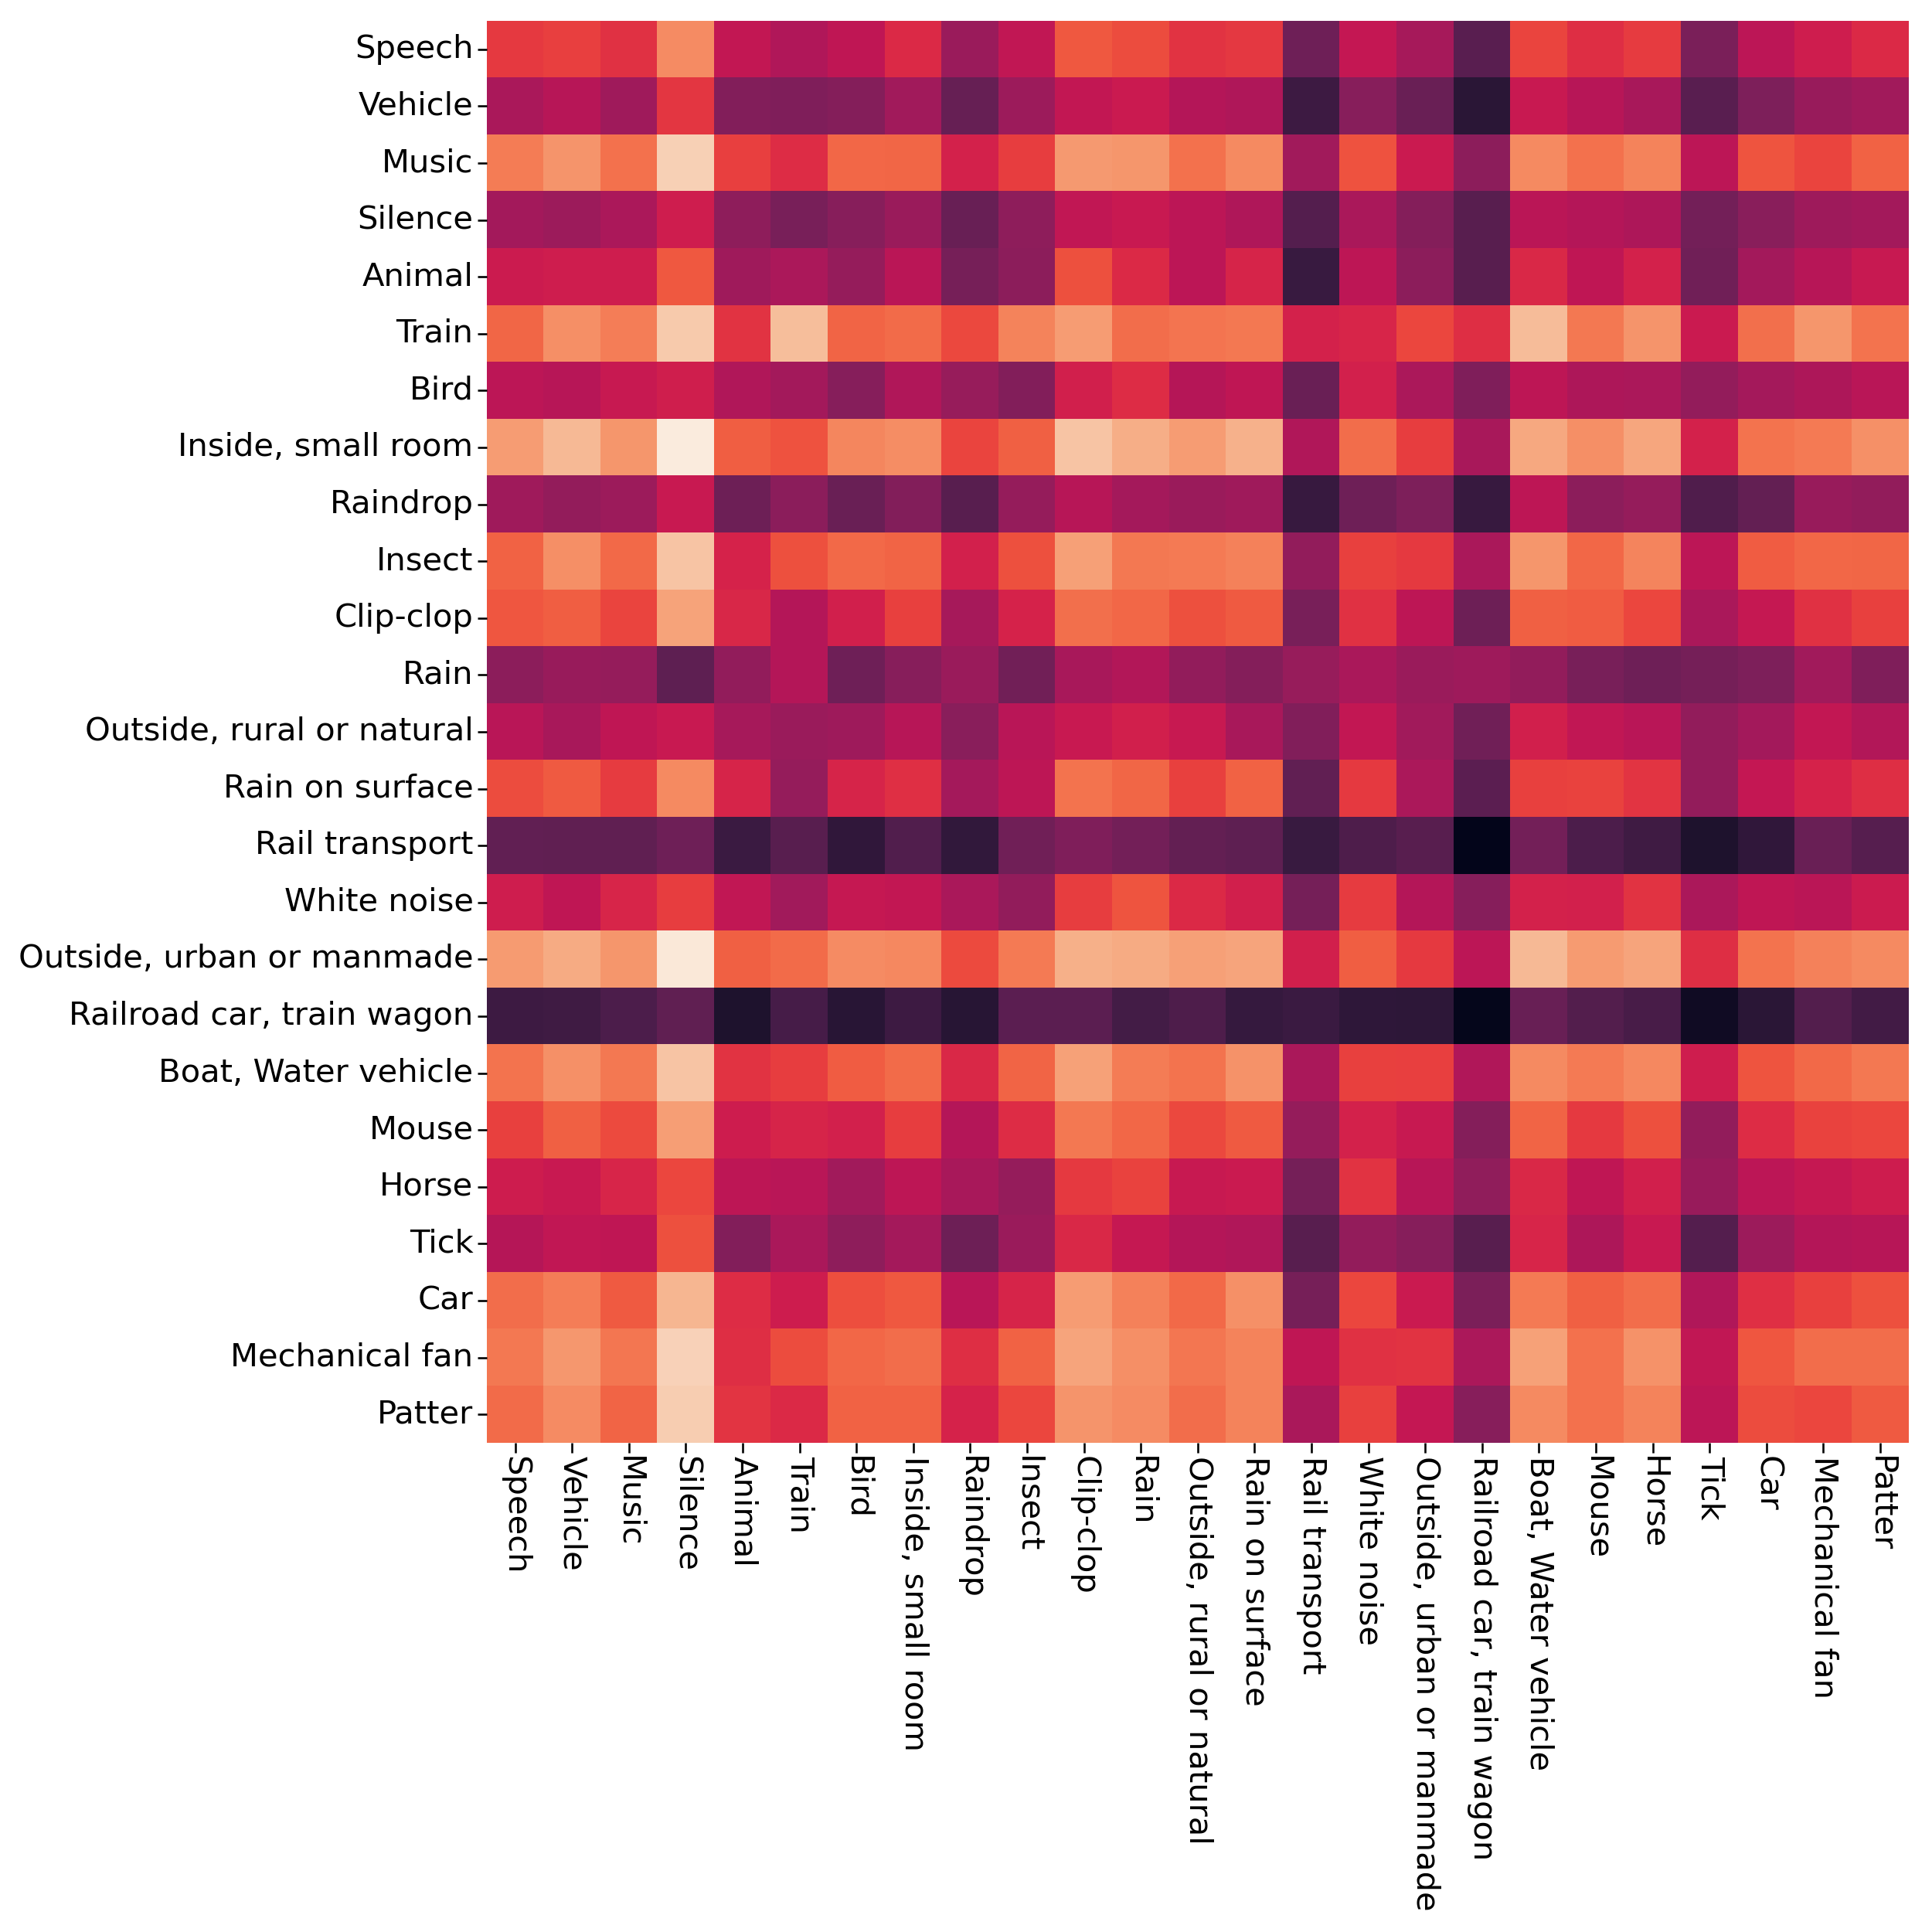 Speech
Vehicle
Music
Silence
Animal
Train
Bird
Inside, small room
Raindrop
Insect
Clip-clop
Rain
Outside, rural or natural
Rain on surface
Rail transport
White noise
Outside, urban or manmade
Railroad car, train wagon
Boat, Water vehicle
Mouse
Horse
Tick
Car
Mechanical fan
Patter
Speech
Vehicle
Music
Silence
Animal
Train
Bird
Inside, small room
Raindrop
Insect
Clip-clop
Rain
Outside, rural or natural
Rain on surface
Rail transport
White noise
Outside, urban or manmade
Railroad car, train wagon
Boat, Water vehicle
Mouse
Horse
Tick
Car
Mechanical fan
Patter